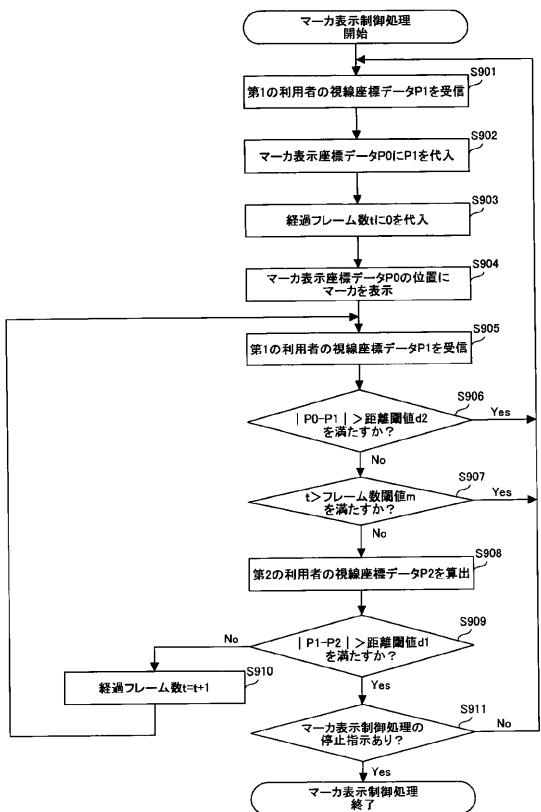 マーカ表示制御処理
開始
S901
第1の利用者の視線座標データP1を受信
S902
マーカ表示座標データP0にP1を代入
S903
経過フレーム数tに0を代入
S904
マーカ表示座標データP0の位置に
マーカを表示
S905
第1の利用者の視線座標データP1を受信
S906
|P0-P1|>距離閾値d2
を満たすか?
Yes
No
S907
t>フレーム数閾値m
を満たすか?
Yes
No
S908
第2の利用者の視線座標データP2を算出
S909
|P1-P2|>距離閾値d1
を満たすか?
No
Yes
S910
経過フレーム数t=t+1
S911
マーカ表示制御処理の
停止指示あり?
No
Yes
マーカ表示制御処理
終了